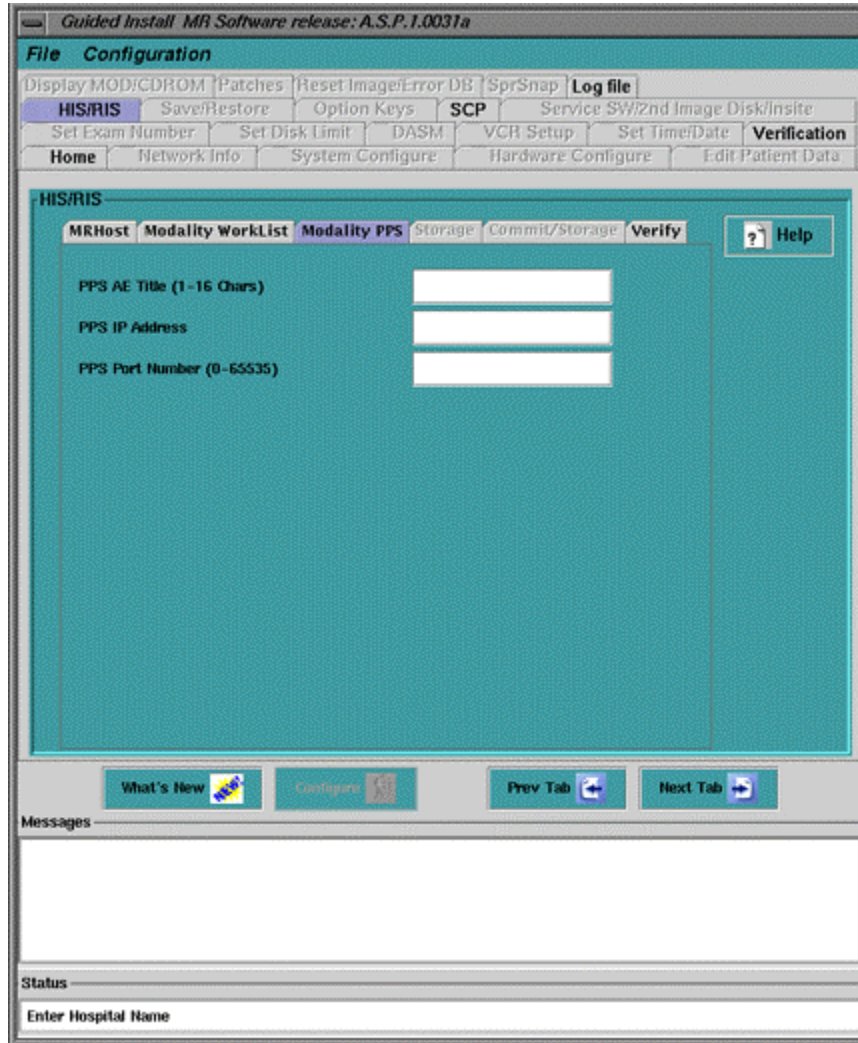 Guided Install MR Software release: A.S.P.1.0031a
File Configuration
Display MOD/CDROM Patches Reset Image/Error DB SprSnap Log file
HIS/RIS Save/Restore Option Keys SCP Service SW/2nd Image Disk/Insite
Set Exam Number Set Disk Limit DASM VCR Setup Set Time/Date Verification
Home Network Info System Configure Hardware Configure Edit Patient Data
HIS/RIS
MRHost Modality WorkList Modality PPS Storage Commit/Storage Verify
? Help
PPS AE Title (1-16 Chars)
PPS IP Address
PPS Port Number (0-65535)
What's New NEW! Configure Prev Tab Next Tab
Messages
Status
Enter Hospital Name